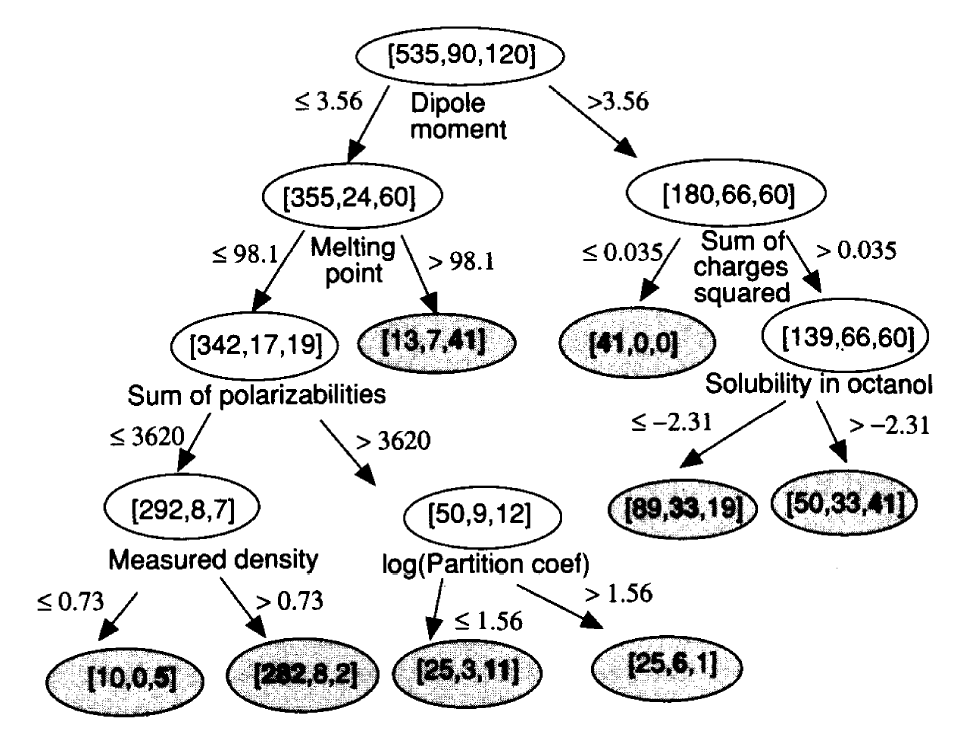 [535,90,120]
≤ 3.56
Dipole
moment
>3.56
[355,24,60]
[180,66,60]
≤ 98.1
Melting
point
> 98.1
≤ 0.035
Sum of
charges
squared
> 0.035
[342,17,19]
[13,7,41]
[41,0,0]
[139,66,60]
Sum of polarizabilities
Solubility in octanol
≤ 3620
> 3620
≤ −2.31
> −2.31
[292,8,7]
[50,9,12]
[89,33,19]
[50,33,41]
Measured density
log(Partition coef)
≤ 0.73
> 0.73
≤ 1.56
> 1.56
[10,0,5]
[282,8,2]
[25,3,11]
[25,6,1]